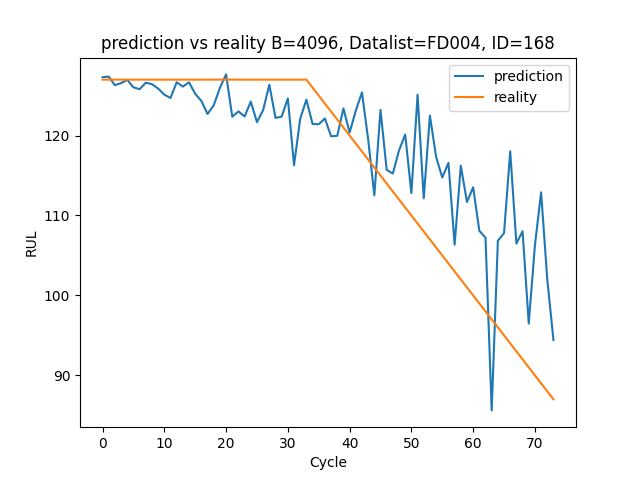 prediction vs reality B=4096, Datalist=FD004, ID=168
prediction
reality
120
110
100
90
RUL
0 10 20 30 40 50 60 70
Cycle